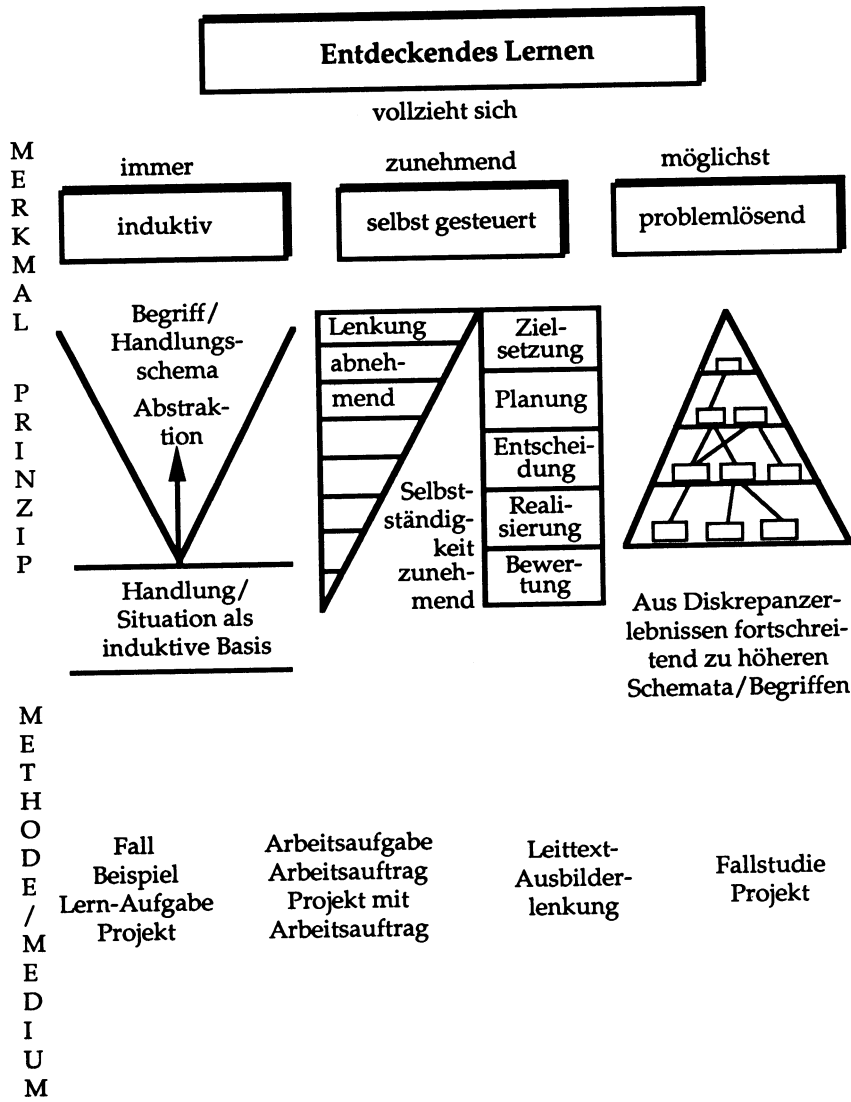 Entdeckendes Lernen
vollzieht sich
MERKMAL
immer
induktiv
zunehmend
selbst gesteuert
möglichst
problemlösend
PRINZIP
Begriff/
Handlungs-
schema
Abstrak-
tion
Handlung/
Situation als
induktive Basis
Lenkung
abneh-
mend
Selbst-
ständig-
keit
zuneh-
mend
Ziel-
setzung
Planung
Entschei-
dung
Reali-
sierung
Bewer-
tung
Aus Diskrepanzer-
lebnissen fortschrei-
tend zu höheren
Schemata/Begriffen
METHODE/MEDIUM
Fall
Beispiel
Lern-Aufgabe
Projekt
Arbeitsaufgabe
Arbeitsauftrag
Projekt mit
Arbeitsauftrag
Leittext-
Ausbilder-
lenkung
Fallstudie
Projekt